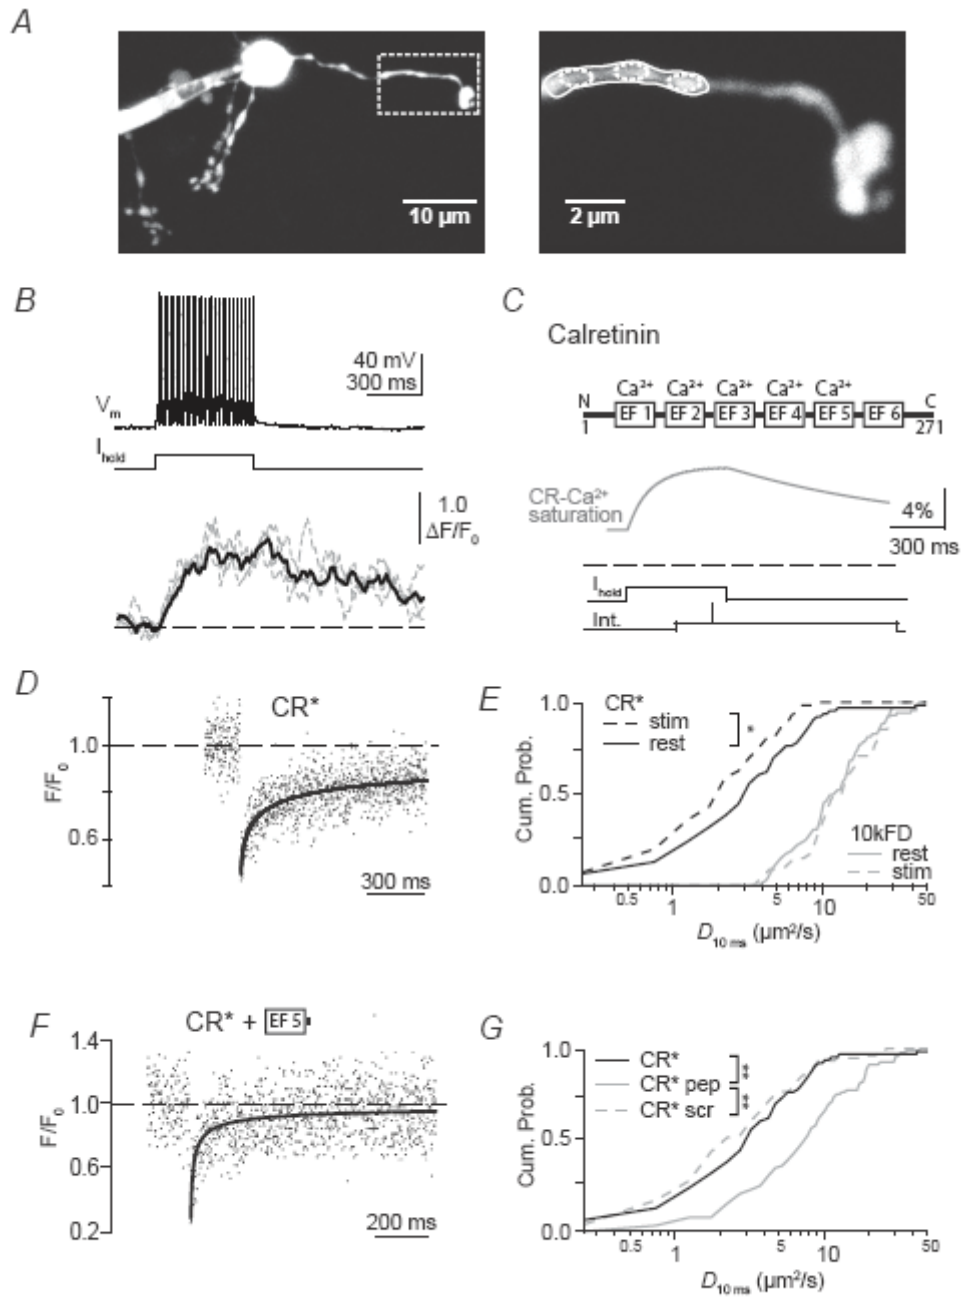 A
10 µm
2 µm
B
40 mV
300 ms
Vm
Ihold
1.0
ΔF/F0
C
Calretinin
Ca²⁺ Ca²⁺ Ca²⁺ Ca²⁺ Ca²⁺
N C
EF 1 EF 2 EF 3 EF 4 EF 5 EF 6
1 271
CR-Ca²⁺
saturation
4%
300 ms
Ihold
Int.
D
CR*
1.0
0.6
F/F0
300 ms
E
CR*
stim
rest
*
10kFD
rest
stim
Cum. Prob.
1.0
0.5
0.0
0.5 1 5 10 50
D10 ms (µm²/s)
F
CR* + EF 5
1.4
1.0
0.6
0.2
F/F0
200 ms
G
CR*
CR* pep
CR* scr
**
**
Cum. Prob.
1.0
0.5
0.0
0.5 1 5 10 50
D10 ms (µm²/s)